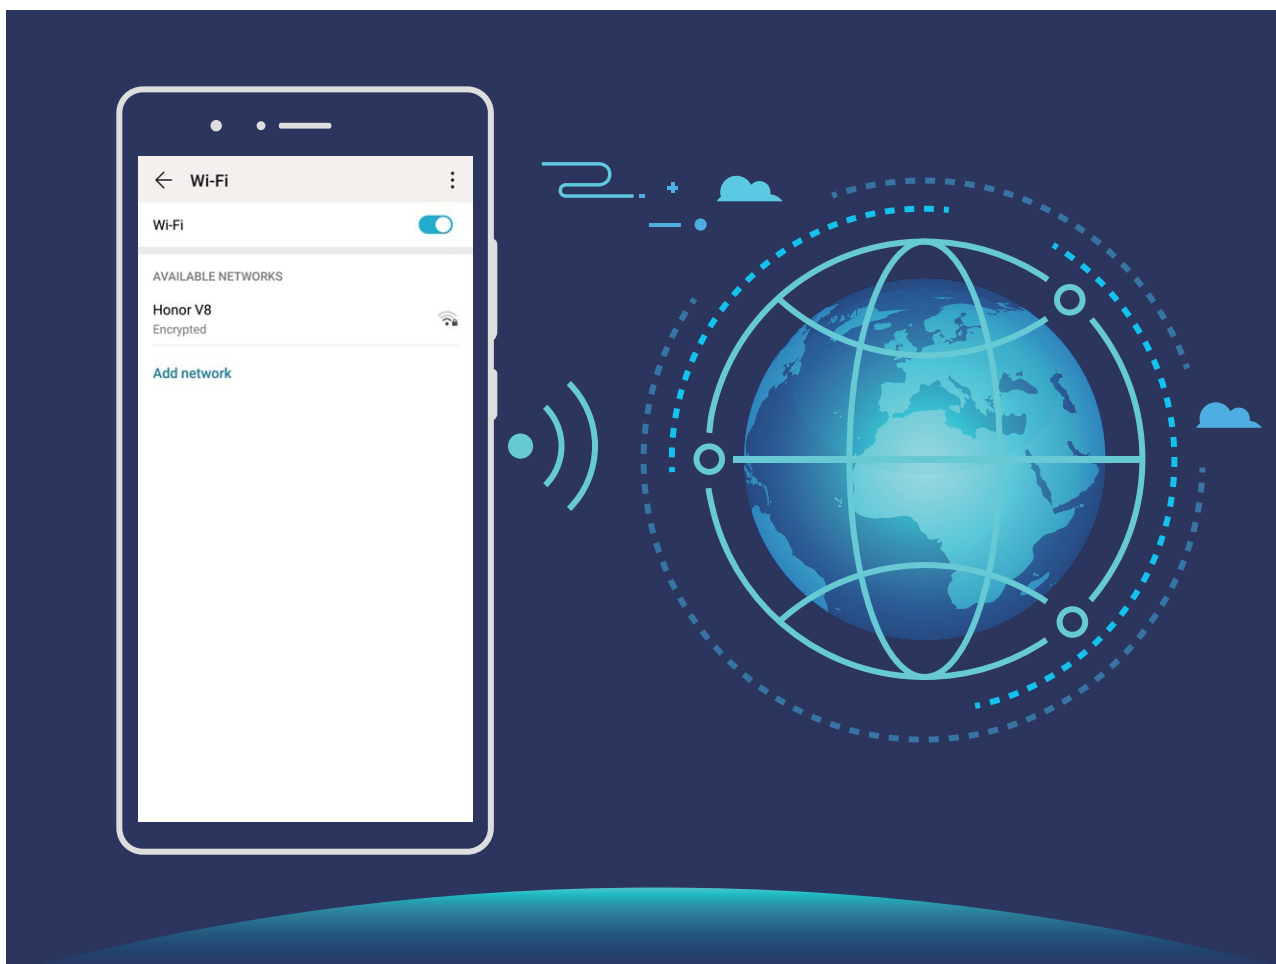 Wi-Fi
Wi-Fi
AVAILABLE NETWORKS
Honor V8
Encrypted
Add network